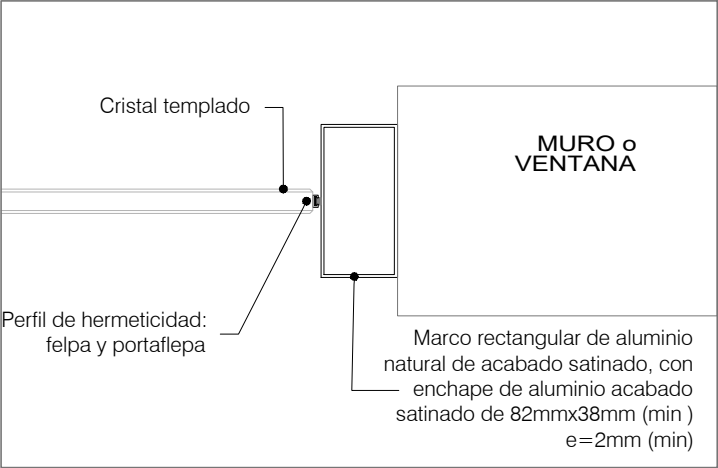 Cristal templado
MURO o
VENTANA
Perfil de hermeticidad:
felpa y portaflepa
Marco rectangular de aluminio
natural de acabado satinado, con
enchape de aluminio acabado
satinado de 82mmx38mm (min )
e=2mm (min)